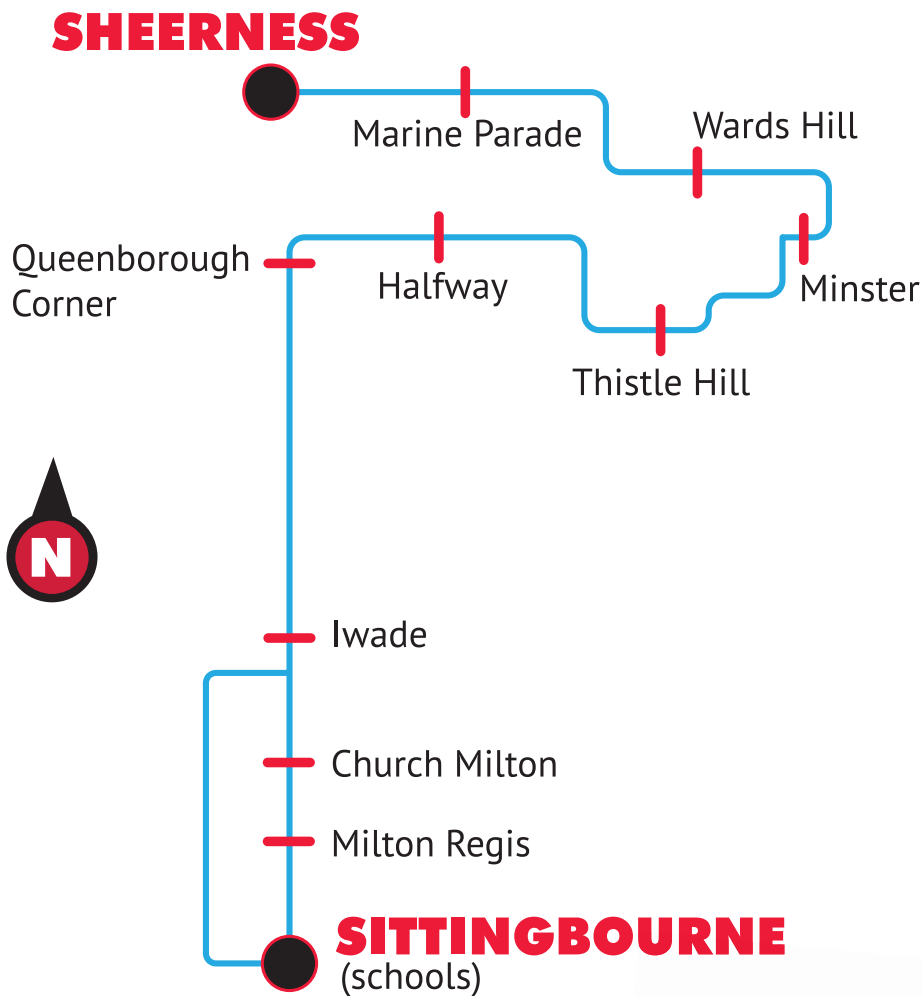 SHEERNESS
Marine Parade
Wards Hill
Queenborough
Corner
Halfway
Minster
Thistle Hill
N
Iwade
Church Milton
Milton Regis
SITTINGBOURNE
(schools)